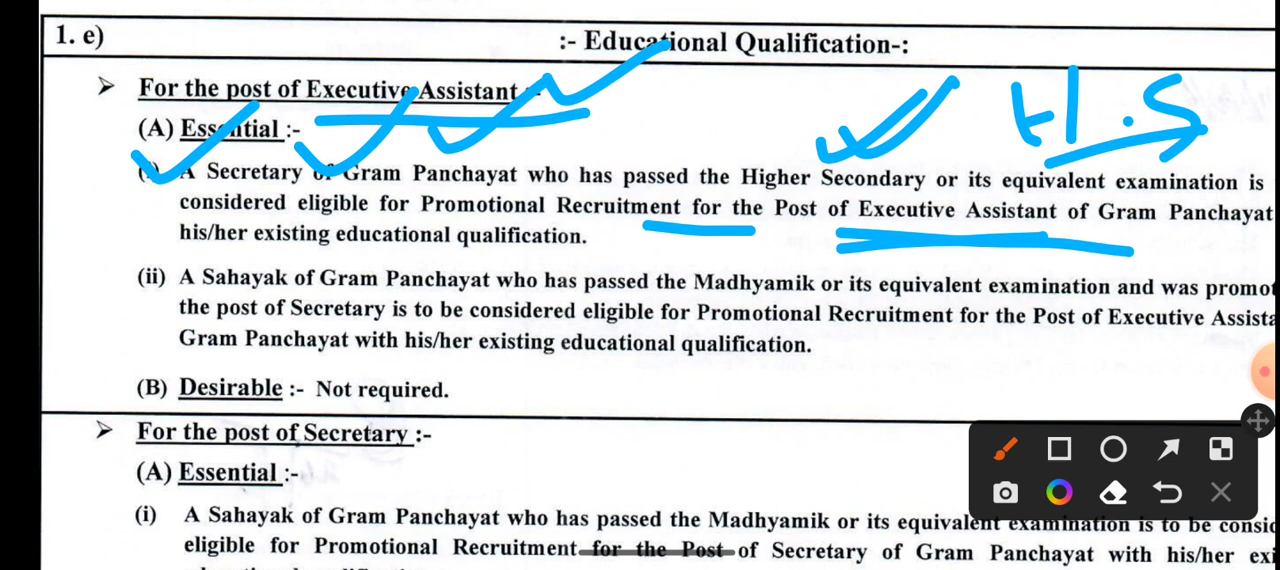 1. e)
:- Educational Qualification-:
➤ For the post of Executive Assistant :-
H.S
(A) Essential :-
(i) A Secretary of Gram Panchayat who has passed the Higher Secondary or its equivalent examination is
considered eligible for Promotional Recruitment for the Post of Executive Assistant of Gram Panchayat
his/her existing educational qualification.
(ii) A Sahayak of Gram Panchayat who has passed the Madhyamik or its equivalent examination and was promot
the post of Secretary is to be considered eligible for Promotional Recruitment for the Post of Executive Assista
Gram Panchayat with his/her existing educational qualification.
(B) Desirable :- Not required.
➤ For the post of Secretary :-
(A) Essential :-
(i) A Sahayak of Gram Panchayat who has passed the Madhyamik or its equivalent examination is to be consid
eligible for Promotional Recruitment for the Post of Secretary of Gram Panchayat with his/her exi